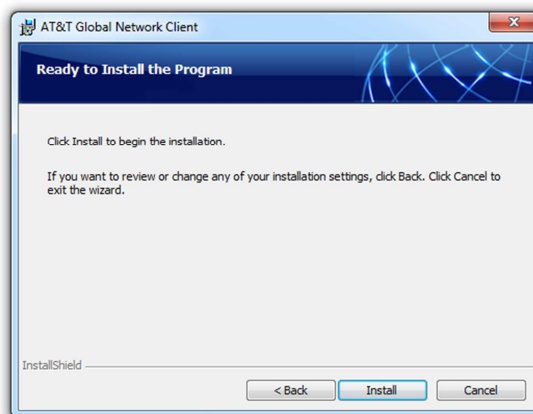 AT&T Global Network Client
Ready to Install the Program
Click Install to begin the installation.
If you want to review or change any of your installation settings, click Back. Click Cancel to
exit the wizard.
InstallShield
< Back
Install
Cancel